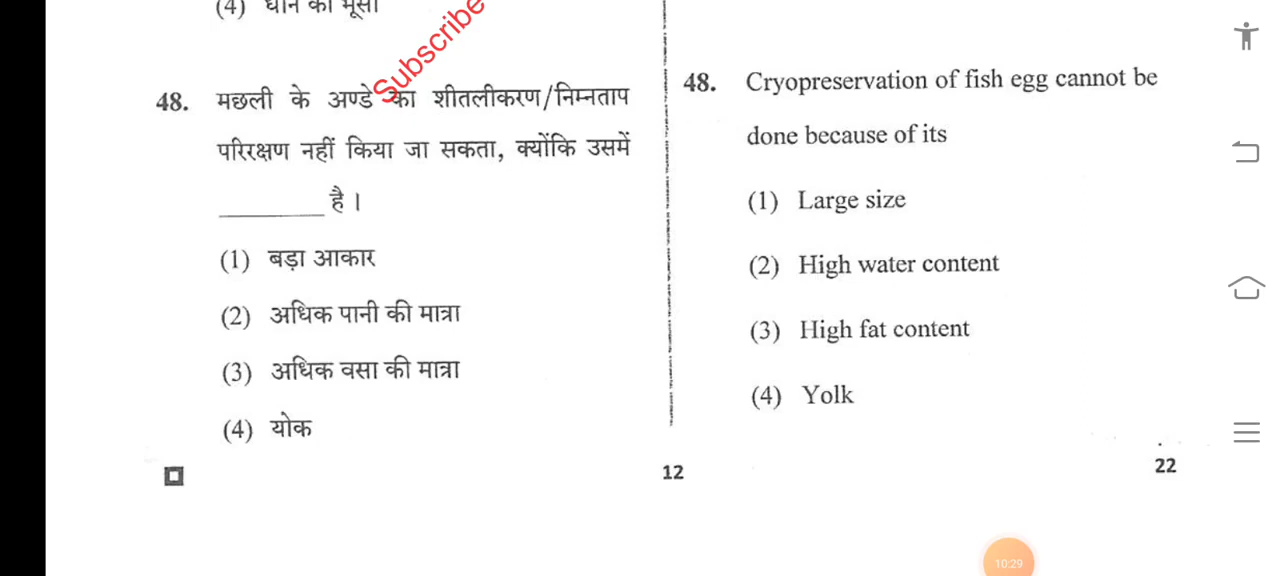 (4) धान का भूसा
Subscribe
48. मछली के अण्डे का शीतलीकरण/निम्नताप
परिरक्षण नहीं किया जा सकता, क्योंकि उसमें
________ है।
(1) बड़ा आकार
(2) अधिक पानी की मात्रा
(3) अधिक वसा की मात्रा
(4) योक
48. Cryopreservation of fish egg cannot be
done because of its
(1) Large size
(2) High water content
(3) High fat content
(4) Yolk
12
22
10:29